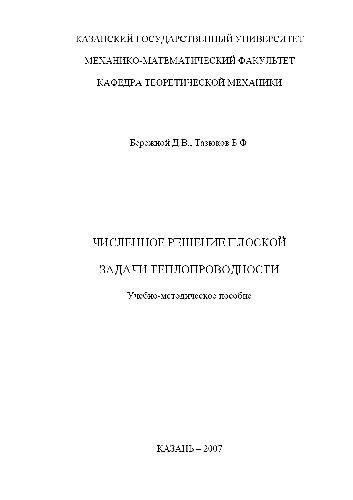 КАЗАНСКИЙ ГОСУДАРСТВЕННЫЙ УНИВЕРСИТЕТ
МЕХАНИКО-МАТЕМАТИЧЕСКИЙ ФАКУЛЬТЕТ
КАФЕДРА ТЕОРЕТИЧЕСКОЙ МЕХАНИКИ
Бережной Д.В., Тазюков Б.Ф
ЧИСЛЕННОЕ РЕШЕНИЕ ПЛОСКОЙ
ЗАДАЧИ ТЕПЛОПРОВОДНОСТИ
Учебно-методическое пособие
КАЗАНЬ – 2007